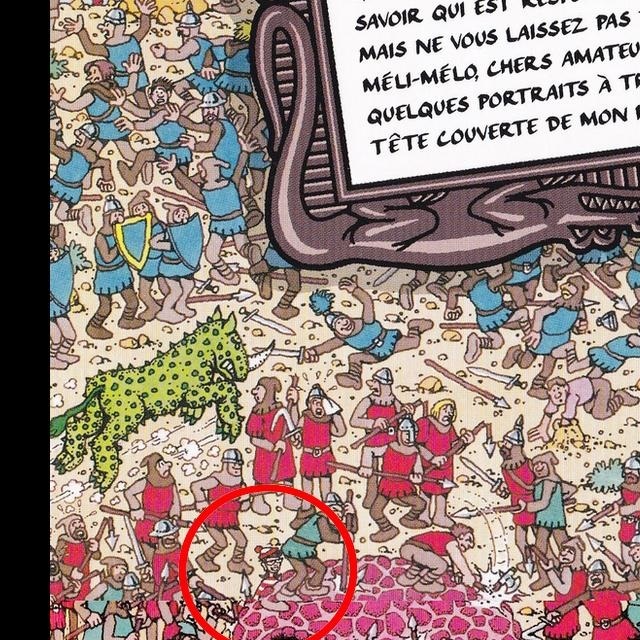 SAVOIR QUI EST
MAIS NE VOUS LAISSEZ PAS
MÉLI-MÉLO, CHERS
QUELQUES PORTRAITS À
TÊTE COUVERTE DE MON